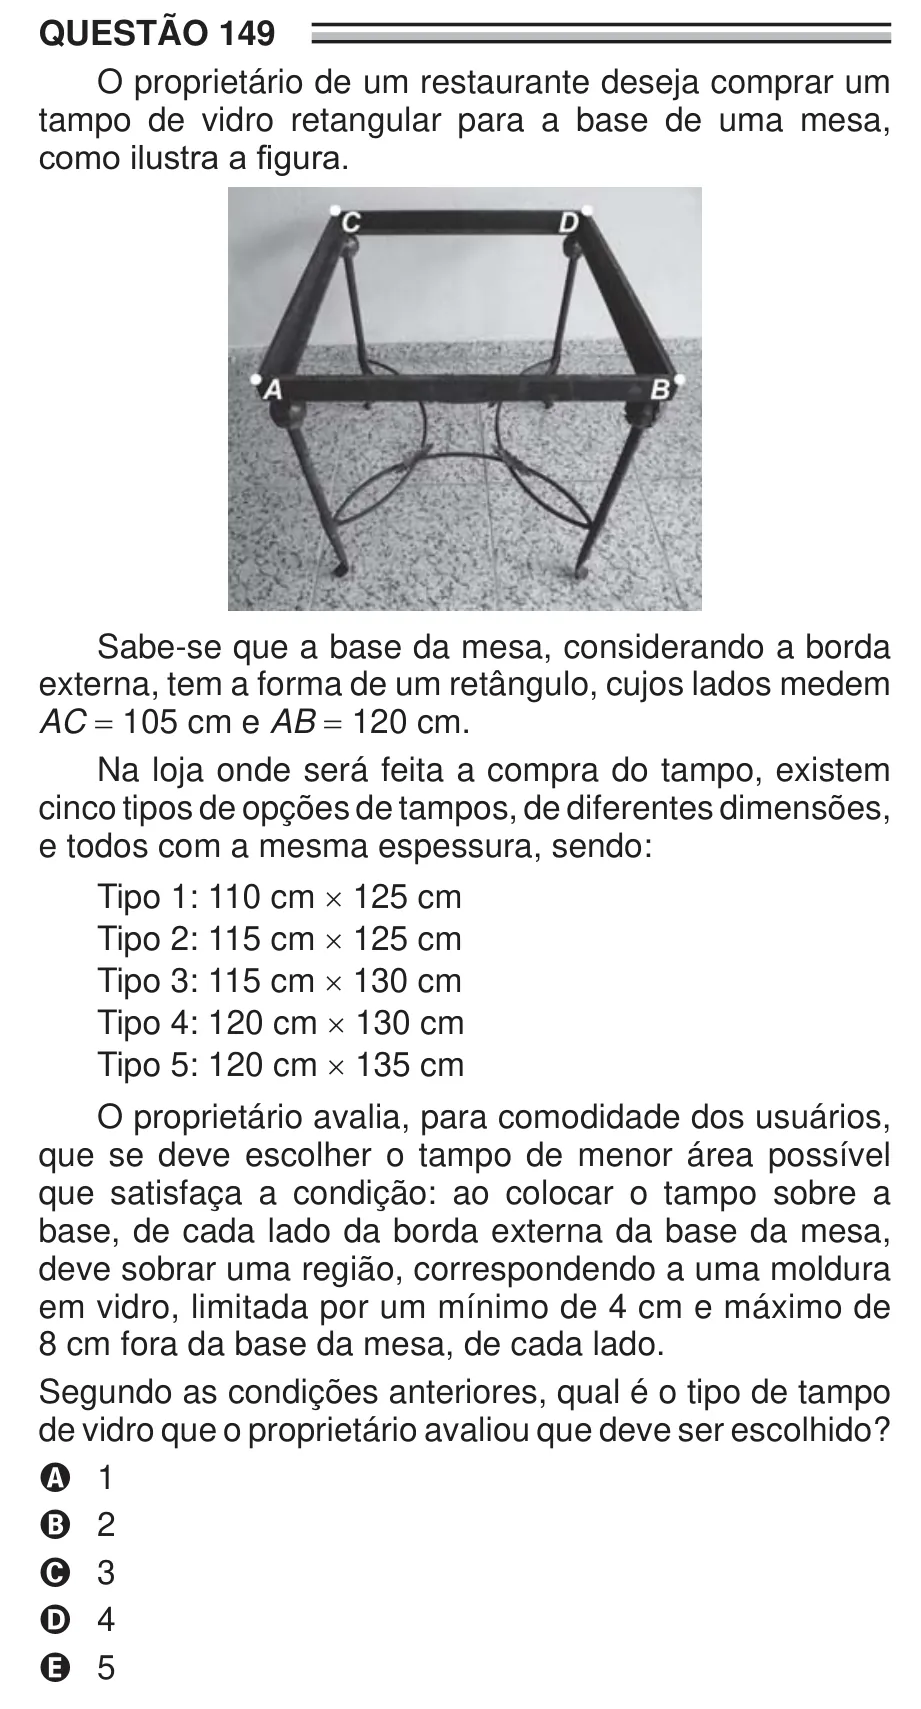 QUESTÃO 149
O proprietário de um restaurante deseja comprar um
tampo de vidro retangular para a base de uma mesa,
como ilustra a figura.
C D
A B
Sabe-se que a base da mesa, considerando a borda
externa, tem a forma de um retângulo, cujos lados medem
AC = 105 cm e AB = 120 cm.
Na loja onde será feita a compra do tampo, existem
cinco tipos de opções de tampos, de diferentes dimensões,
e todos com a mesma espessura, sendo:
Tipo 1: 110 cm × 125 cm
Tipo 2: 115 cm × 125 cm
Tipo 3: 115 cm × 130 cm
Tipo 4: 120 cm × 130 cm
Tipo 5: 120 cm × 135 cm
O proprietário avalia, para comodidade dos usuários,
que se deve escolher o tampo de menor área possível
que satisfaça a condição: ao colocar o tampo sobre a
base, de cada lado da borda externa da base da mesa,
deve sobrar uma região, correspondendo a uma moldura
em vidro, limitada por um mínimo de 4 cm e máximo de
8 cm fora da base da mesa, de cada lado.
Segundo as condições anteriores, qual é o tipo de tampo
de vidro que o proprietário avaliou que deve ser escolhido?
A 1
B 2
C 3
D 4
E 5